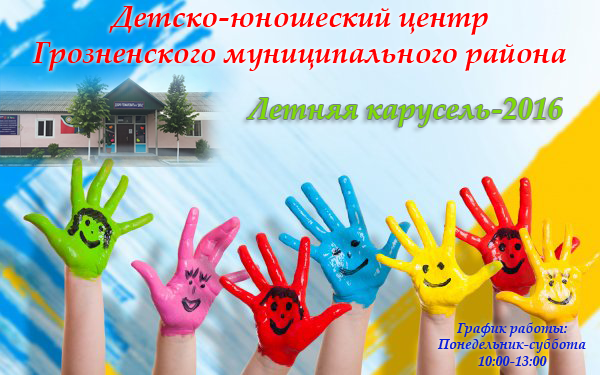 Детско-юношеский центр
Грозненского муниципального района
Летняя карусель-2016
График работы:
Понедельник-суббота
10:00-13:00